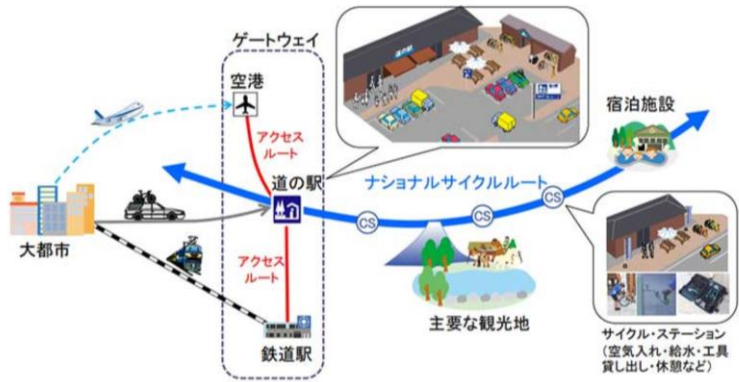 ゲートウェイ
空港
アクセス
ルート
道の駅
道の駅
宿泊施設
ナショナルサイクルルート
CS
CS
CS
大都市
アクセス
ルート
鉄道駅
主要な観光地
サイクル・ステーション
(空気入れ・給水・工具
貸し出し・休憩など)